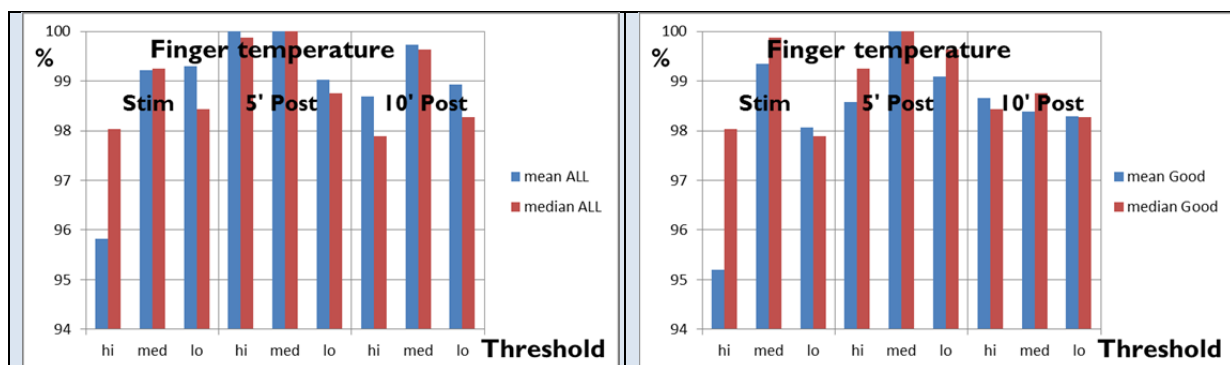 100
Finger temperature
%
99
Stim 5' Post 10' Post
98
97
mean ALL
96
median ALL
95
94
hi med lo hi med lo hi med lo Threshold
100
Finger temperature
%
99
Stim 5' Post 10' Post
98
97
mean Good
96
median Good
95
94
hi med lo hi med lo hi med lo Threshold